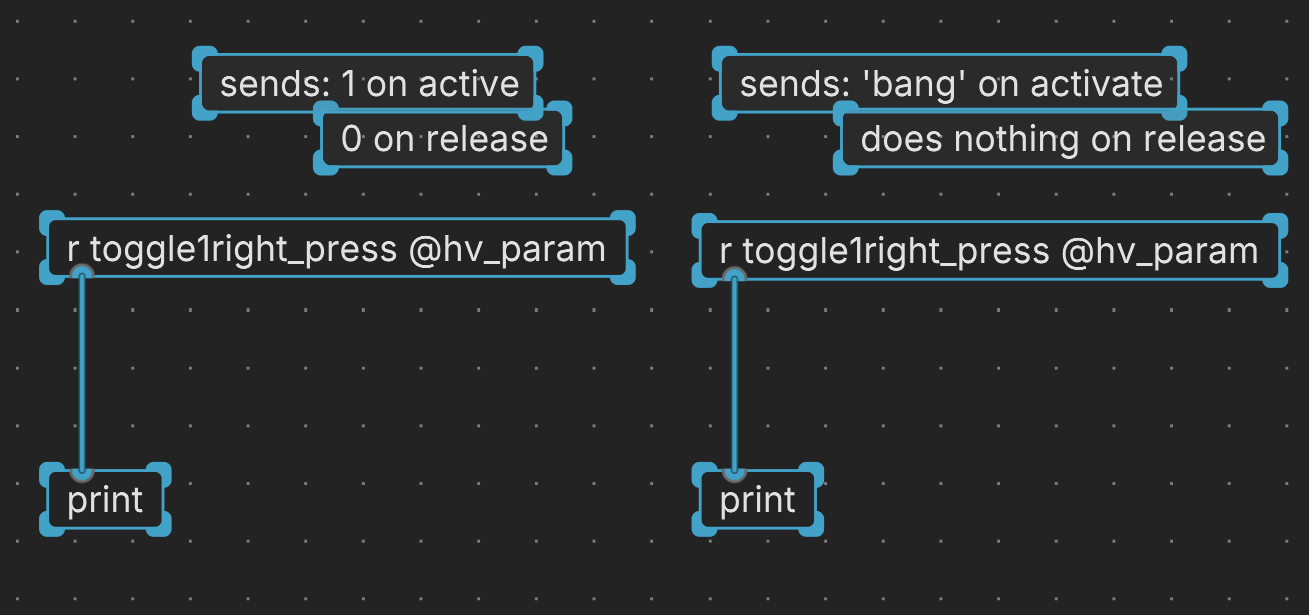 sends: 1 on active
0 on release
r toggle1right_press @hv_param
print
sends: 'bang' on activate
does nothing on release
r toggle1right_press @hv_param
print